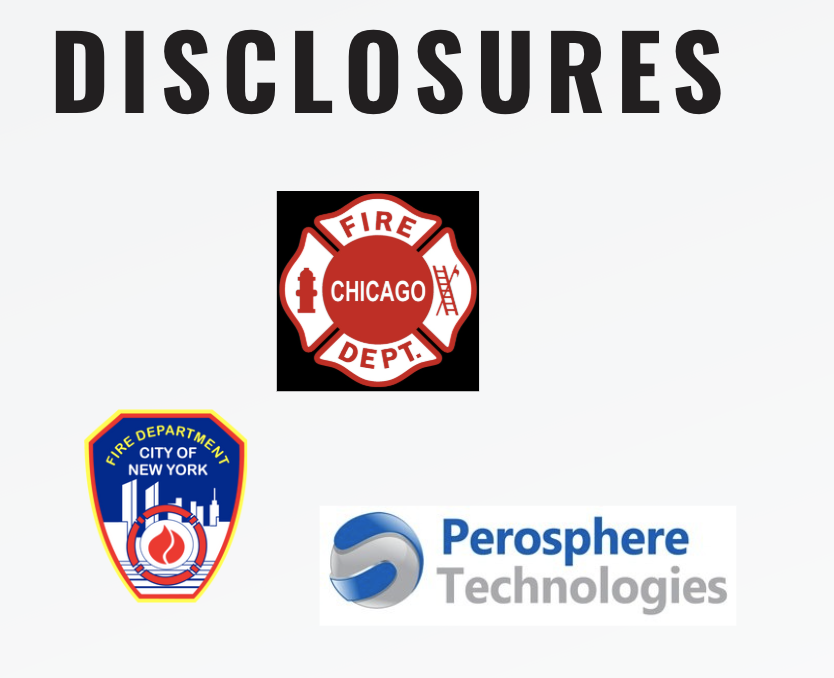 DISCLOSURES
FIRE
CHICAGO
DEPT.
FIRE DEPARTMENT
CITY OF
NEW YORK
Perosphere
Technologies